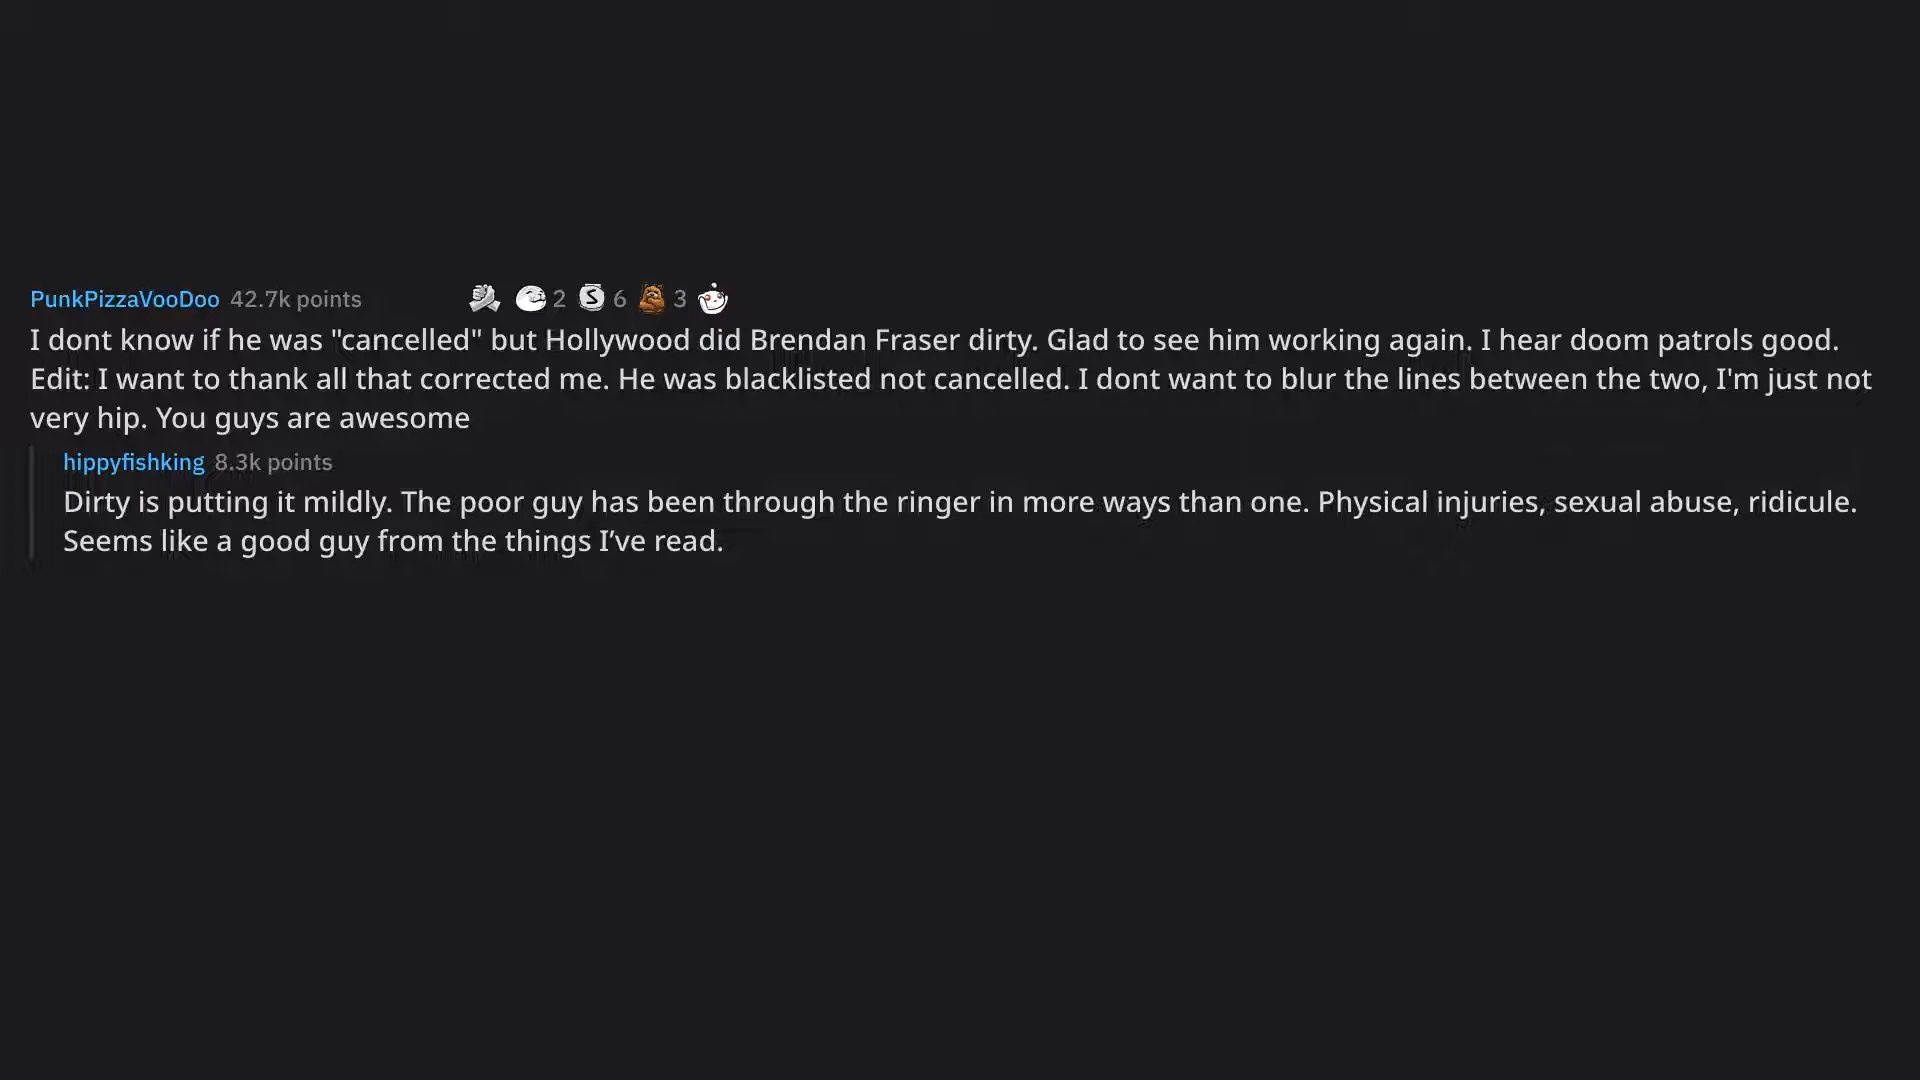 PunkPizzaVooDoo 42.7k points 2 6 3
I dont know if he was "cancelled" but Hollywood did Brendan Fraser dirty. Glad to see him working again. I hear doom patrols good.
Edit: I want to thank all that corrected me. He was blacklisted not cancelled. I dont want to blur the lines between the two, I'm just not
very hip. You guys are awesome
hippyfishking 8.3k points
Dirty is putting it mildly. The poor guy has been through the ringer in more ways than one. Physical injuries, sexual abuse, ridicule.
Seems like a good guy from the things I’ve read.